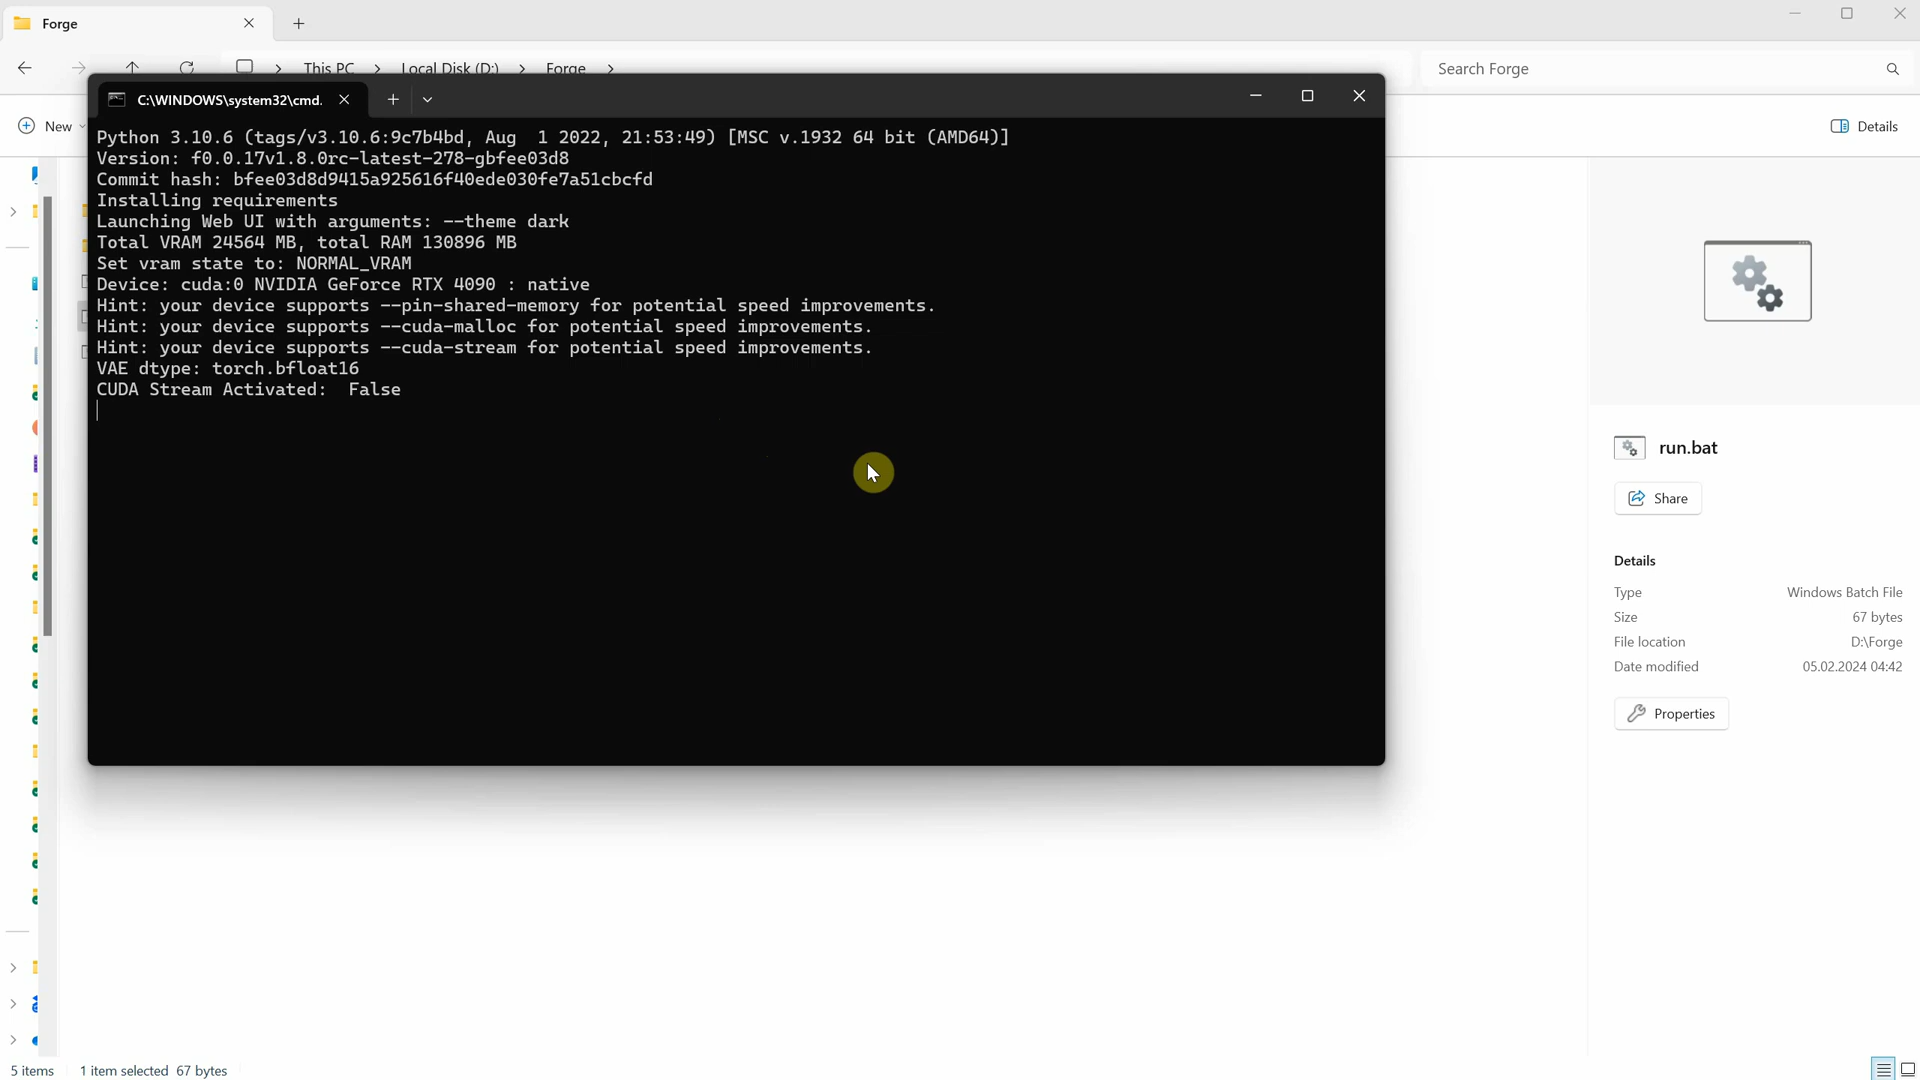 Forge
This PC
Local Disk (D:)
Forge
Search Forge
New
Details
C:\WINDOWS\system32\cmd.
Python 3.10.6 (tags/v3.10.6:9c7b4bd, Aug  1 2022, 21:53:49) [MSC v.1932 64 bit (AMD64)]
Version: f0.0.17v1.8.0rc-latest-278-gbfee03d8
Commit hash: bfee03d8d9415a925616f40ede030fe7a51cbcfd
Installing requirements
Launching Web UI with arguments: --theme dark
Total VRAM 24564 MB, total RAM 130896 MB
Set vram state to: NORMAL_VRAM
Device: cuda:0 NVIDIA GeForce RTX 4090 : native
Hint: your device supports --pin-shared-memory for potential speed improvements.
Hint: your device supports --cuda-malloc for potential speed improvements.
Hint: your device supports --cuda-stream for potential speed improvements.
VAE dtype: torch.bfloat16
CUDA Stream Activated:  False
run.bat
Share
Details
Type Windows Batch File
Size 67 bytes
File location D:\Forge
Date modified 05.02.2024 04:42
Properties
5 items 1 item selected 67 bytes